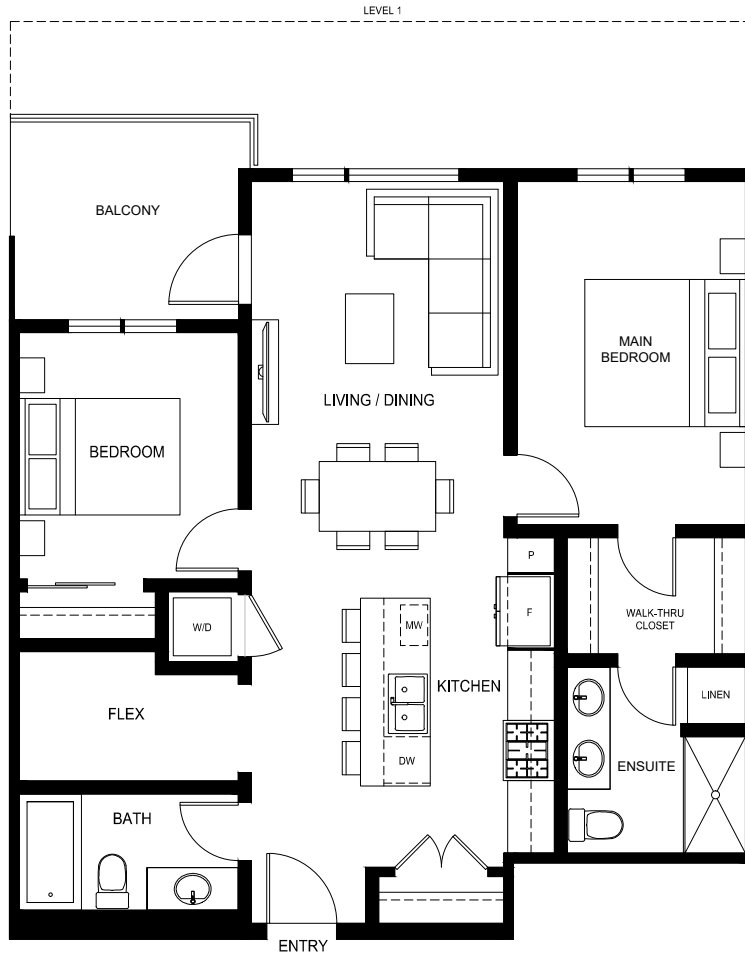 LEVEL 1
BALCONY
MAIN
BEDROOM
LIVING / DINING
BEDROOM
P
F
W/D
MW
WALK-THRU
CLOSET
KITCHEN
LINEN
FLEX
DW
ENSUITE
BATH
ENTRY